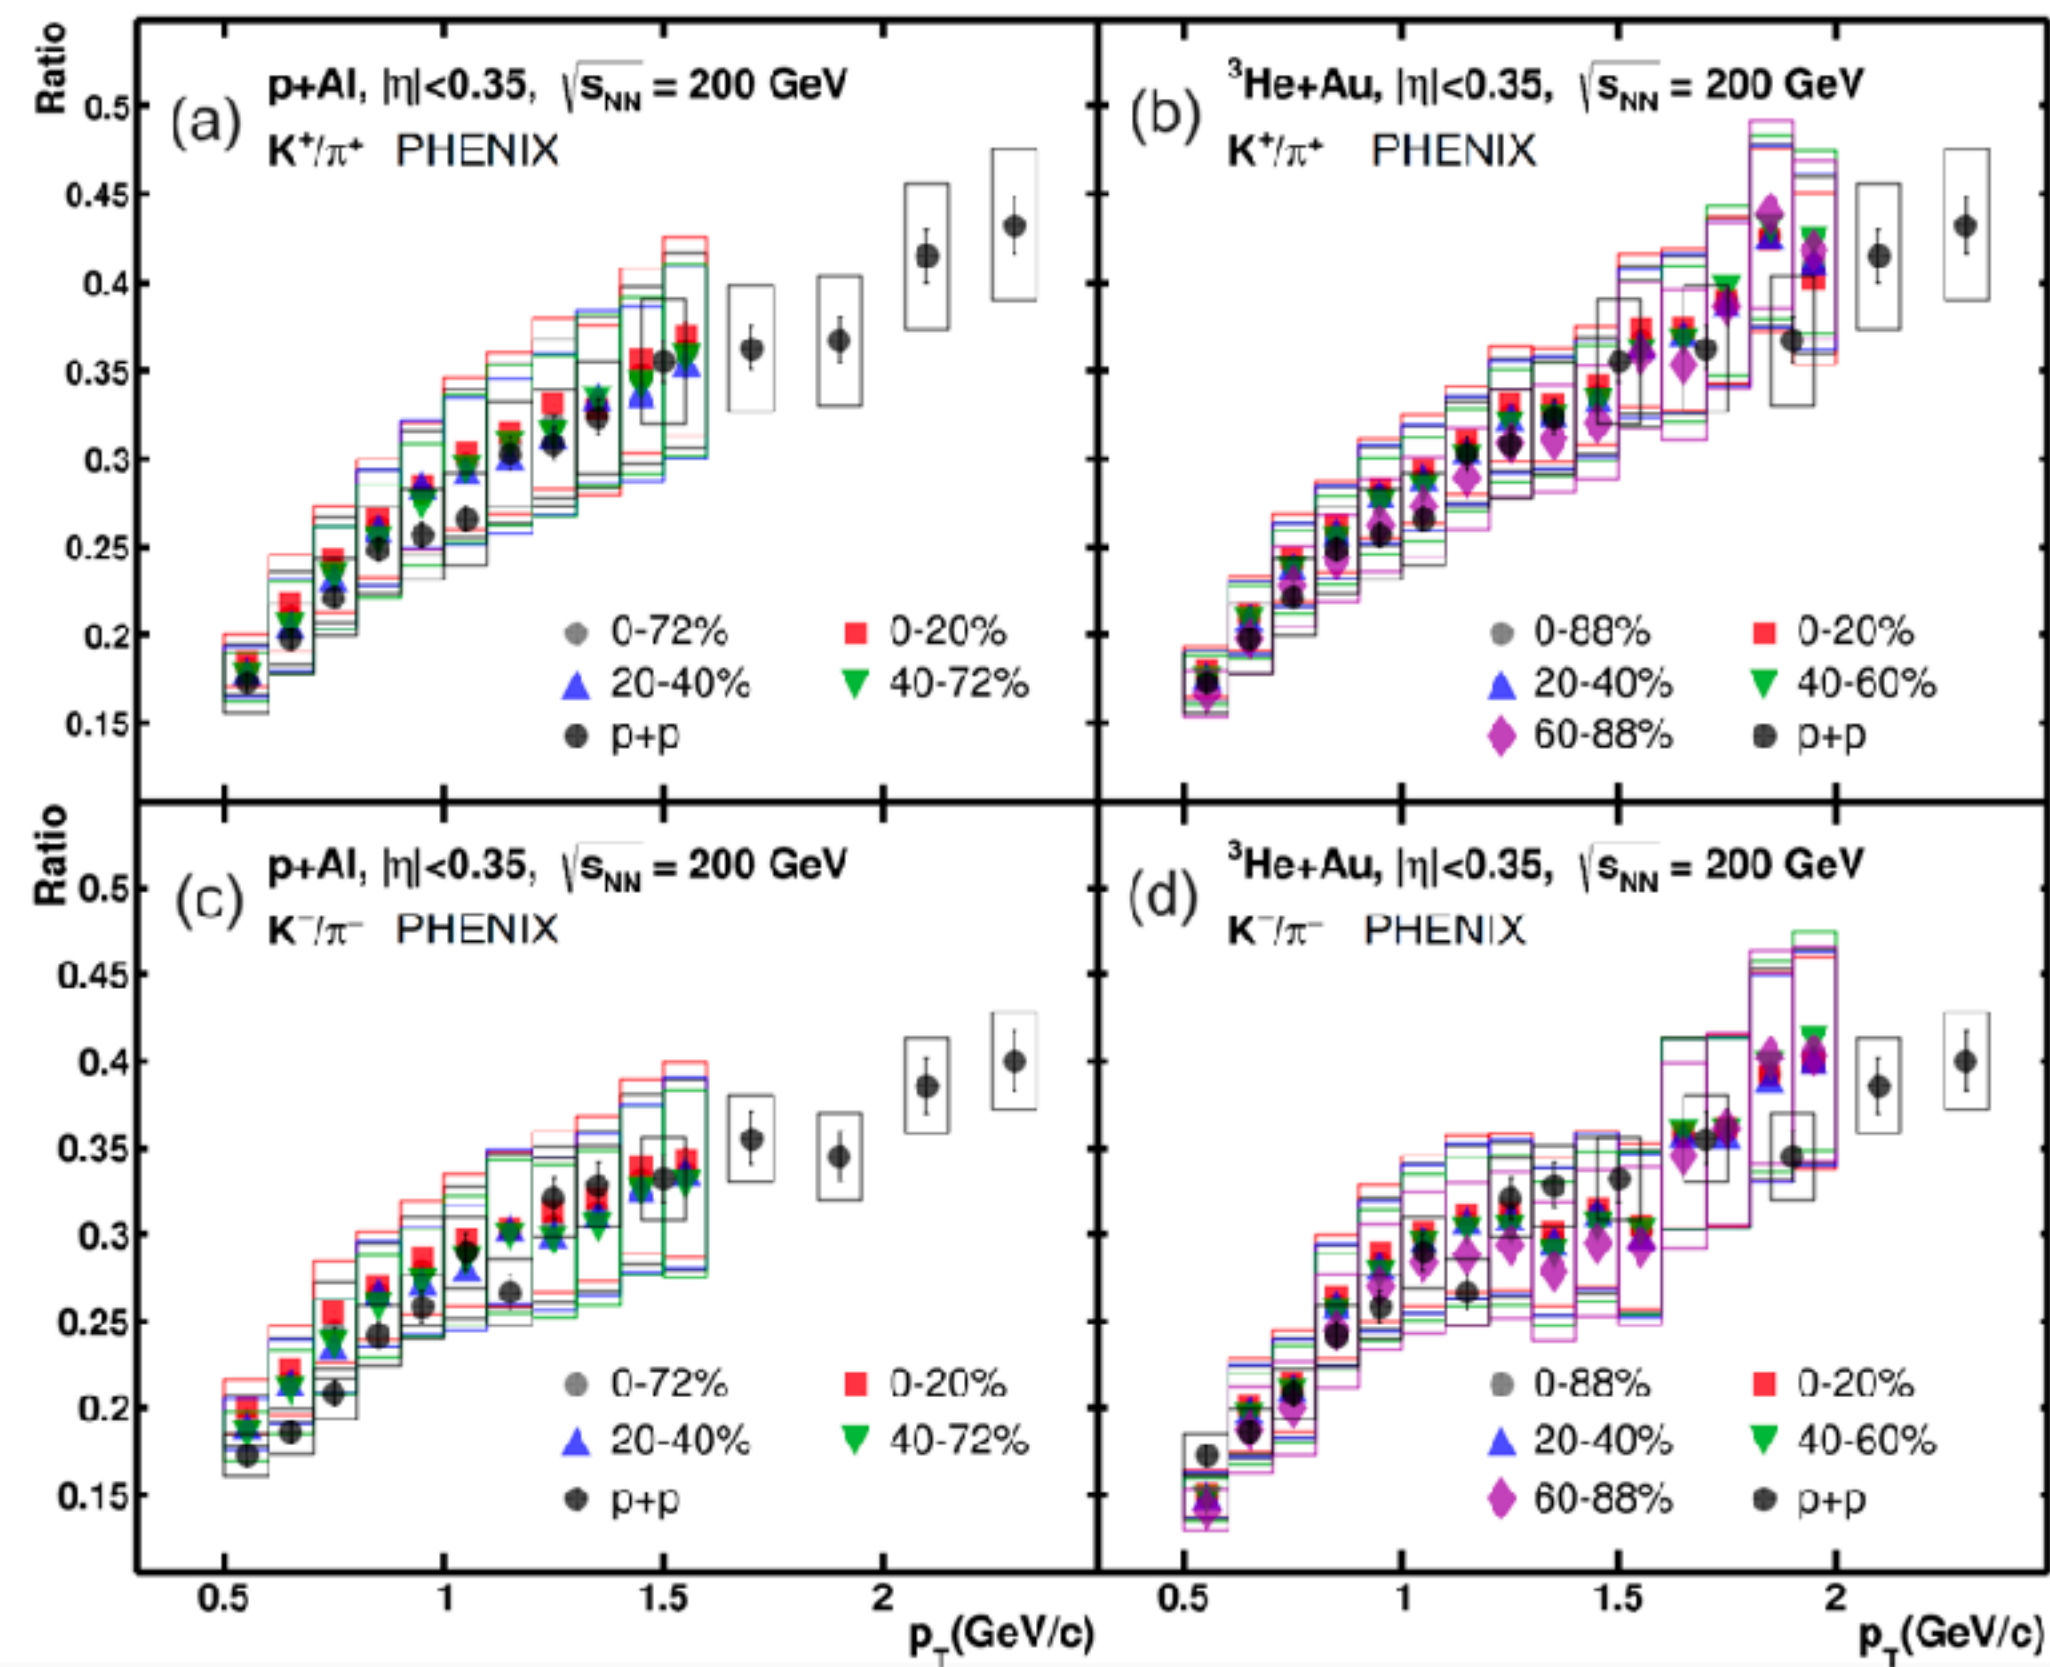 Ratio
(a) p+Al, |η|<0.35, √sNN = 200 GeV
K⁺/π⁺ PHENIX
0.5
0.45
0.4
0.35
0.3
0.25
0.2
0.15
0-72% 0-20%
20-40% 40-72%
p+p
(b) ³He+Au, |η|<0.35, √sNN = 200 GeV
K⁺/π⁺ PHENIX
0-88% 0-20%
20-40% 40-60%
60-88% p+p
Ratio
(c) p+Al, |η|<0.35, √sNN = 200 GeV
K⁻/π⁻ PHENIX
0.5
0.45
0.4
0.35
0.3
0.25
0.2
0.15
0-72% 0-20%
20-40% 40-72%
p+p
0.5 1 1.5 2
pT(GeV/c)
(d) ³He+Au, |η|<0.35, √sNN = 200 GeV
K⁻/π⁻ PHENIX
0-88% 0-20%
20-40% 40-60%
60-88% p+p
0.5 1 1.5 2
pT(GeV/c)